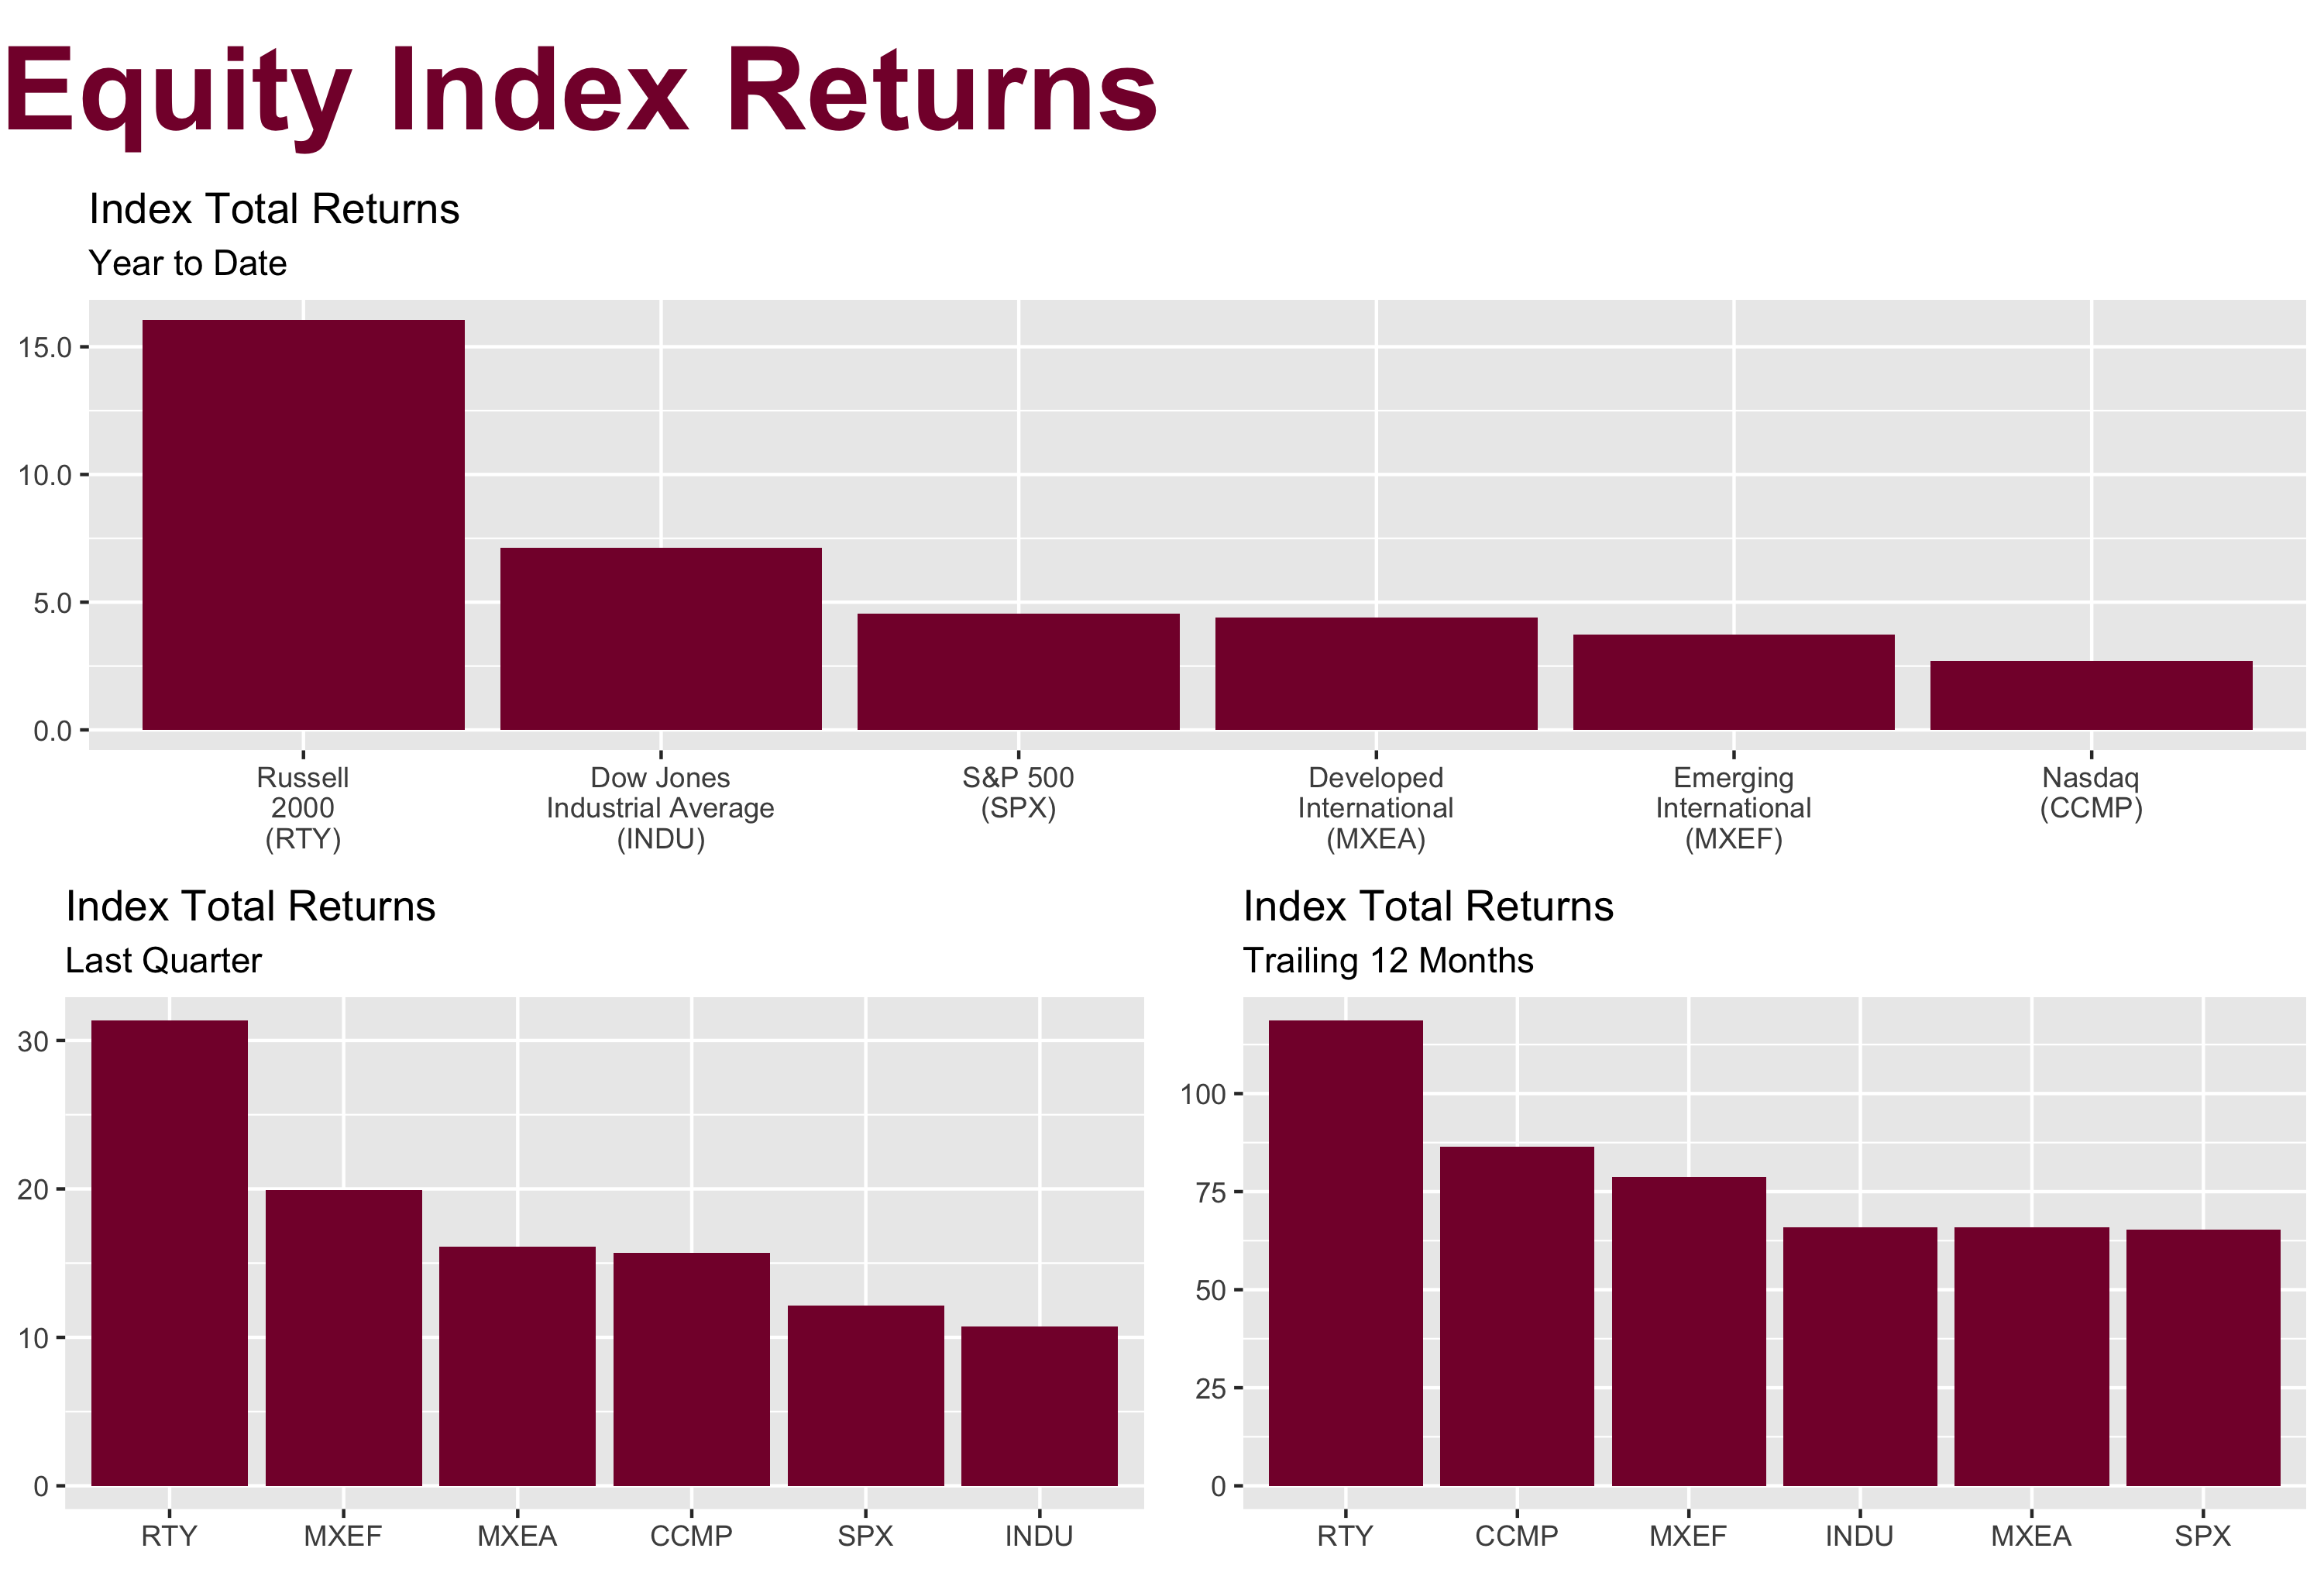 Equity Index Returns
Index Total Returns
Year to Date
15.0
10.0
5.0
0.0
Russell
2000
(RTY)
Dow Jones
Industrial Average
(INDU)
S&P 500
(SPX)
Developed
International
(MXEA)
Emerging
International
(MXEF)
Nasdaq
(CCMP)
Index Total Returns
Last Quarter
30
20
10
0
RTY MXEF MXEA CCMP SPX INDU
Index Total Returns
Trailing 12 Months
100
75
50
25
0
RTY CCMP MXEF INDU MXEA SPX